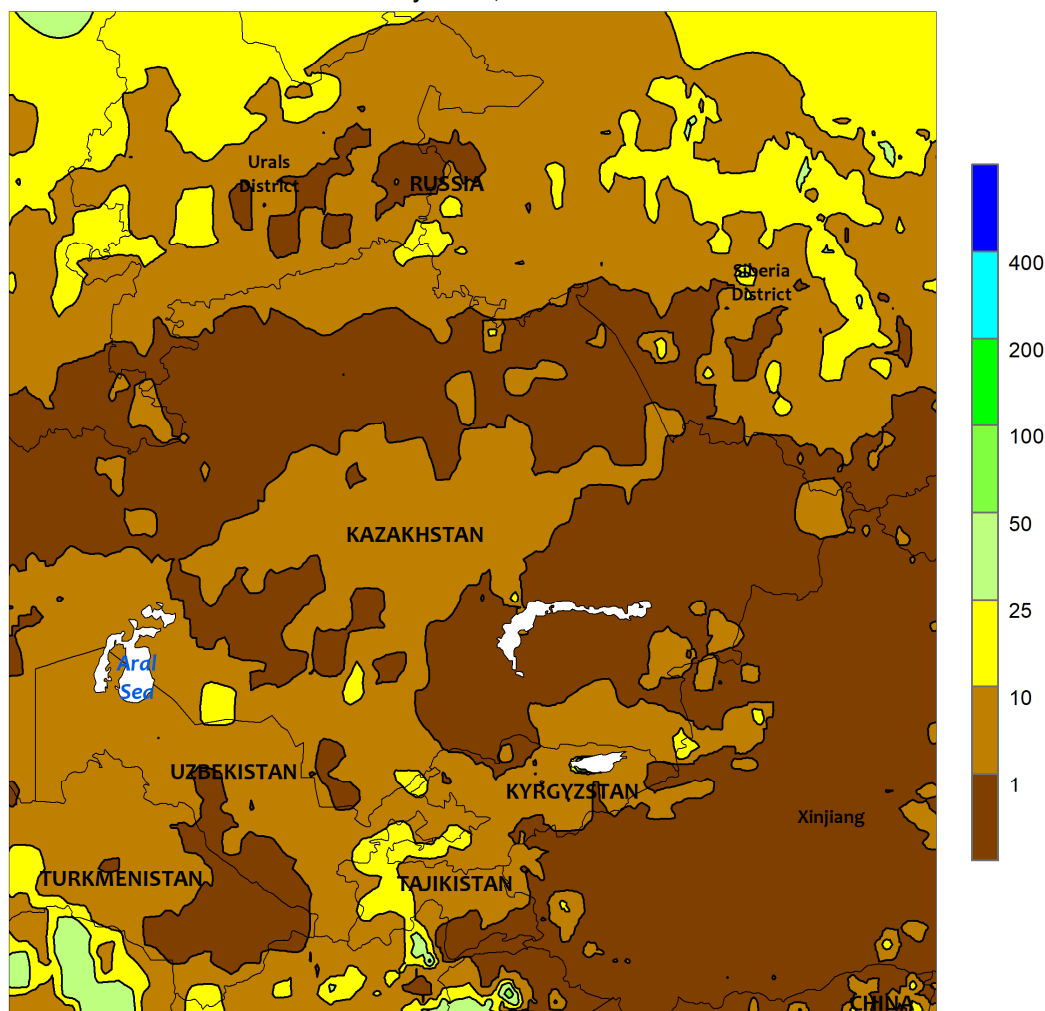 Urals
District
RUSSIA
Siberia
District
KAZAKHSTAN
Aral
Sea
UZBEKISTAN
KYRGYZSTAN
Xinjiang
TURKMENISTAN
TAJIKISTAN
CHINA
400
200
100
50
25
10
1